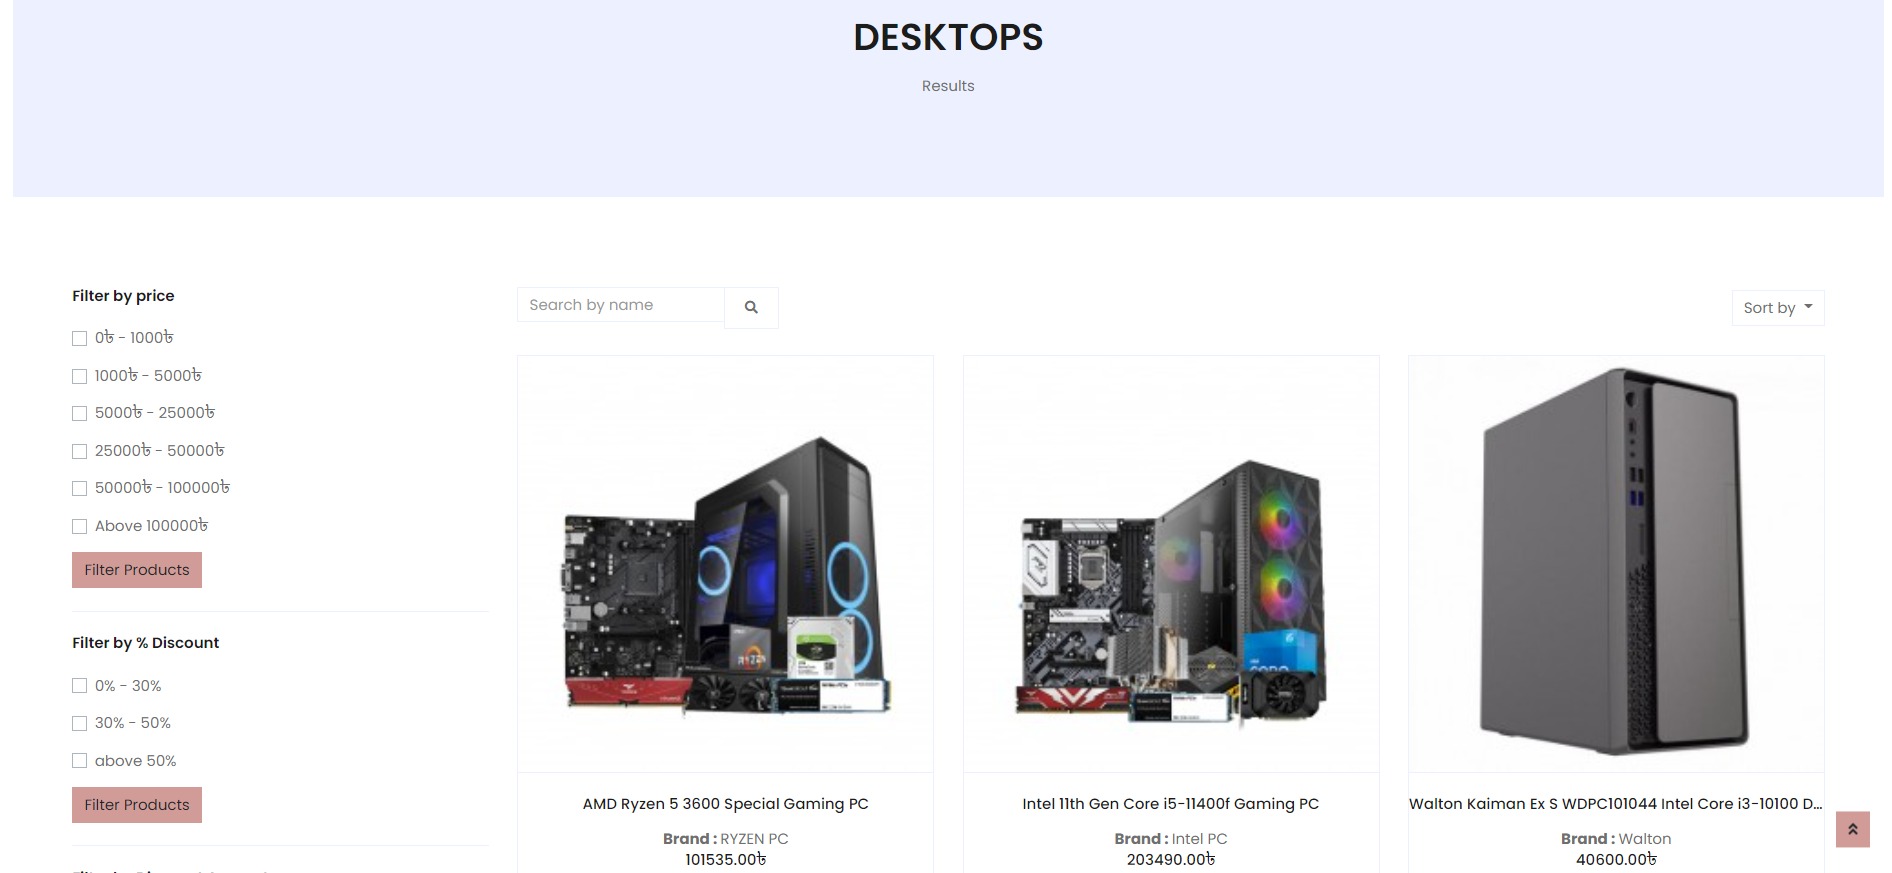 DESKTOPS
Results
Filter by price
0৳ - 1000৳
1000৳ - 5000৳
5000৳ - 25000৳
25000৳ - 50000৳
50000৳ - 100000৳
Above 100000৳
Filter Products
Filter by % Discount
0% - 30%
30% - 50%
above 50%
Filter Products
Search by name
Sort by
RYZEN
i5
CORE
AMD Ryzen 5 3600 Special Gaming PC
Brand : RYZEN PC
101535.00৳
Intel 11th Gen Core i5-11400f Gaming PC
Brand : Intel PC
203490.00৳
Walton Kaiman Ex S WDPC101044 Intel Core i3-10100 D...
Brand : Walton
40600.00৳